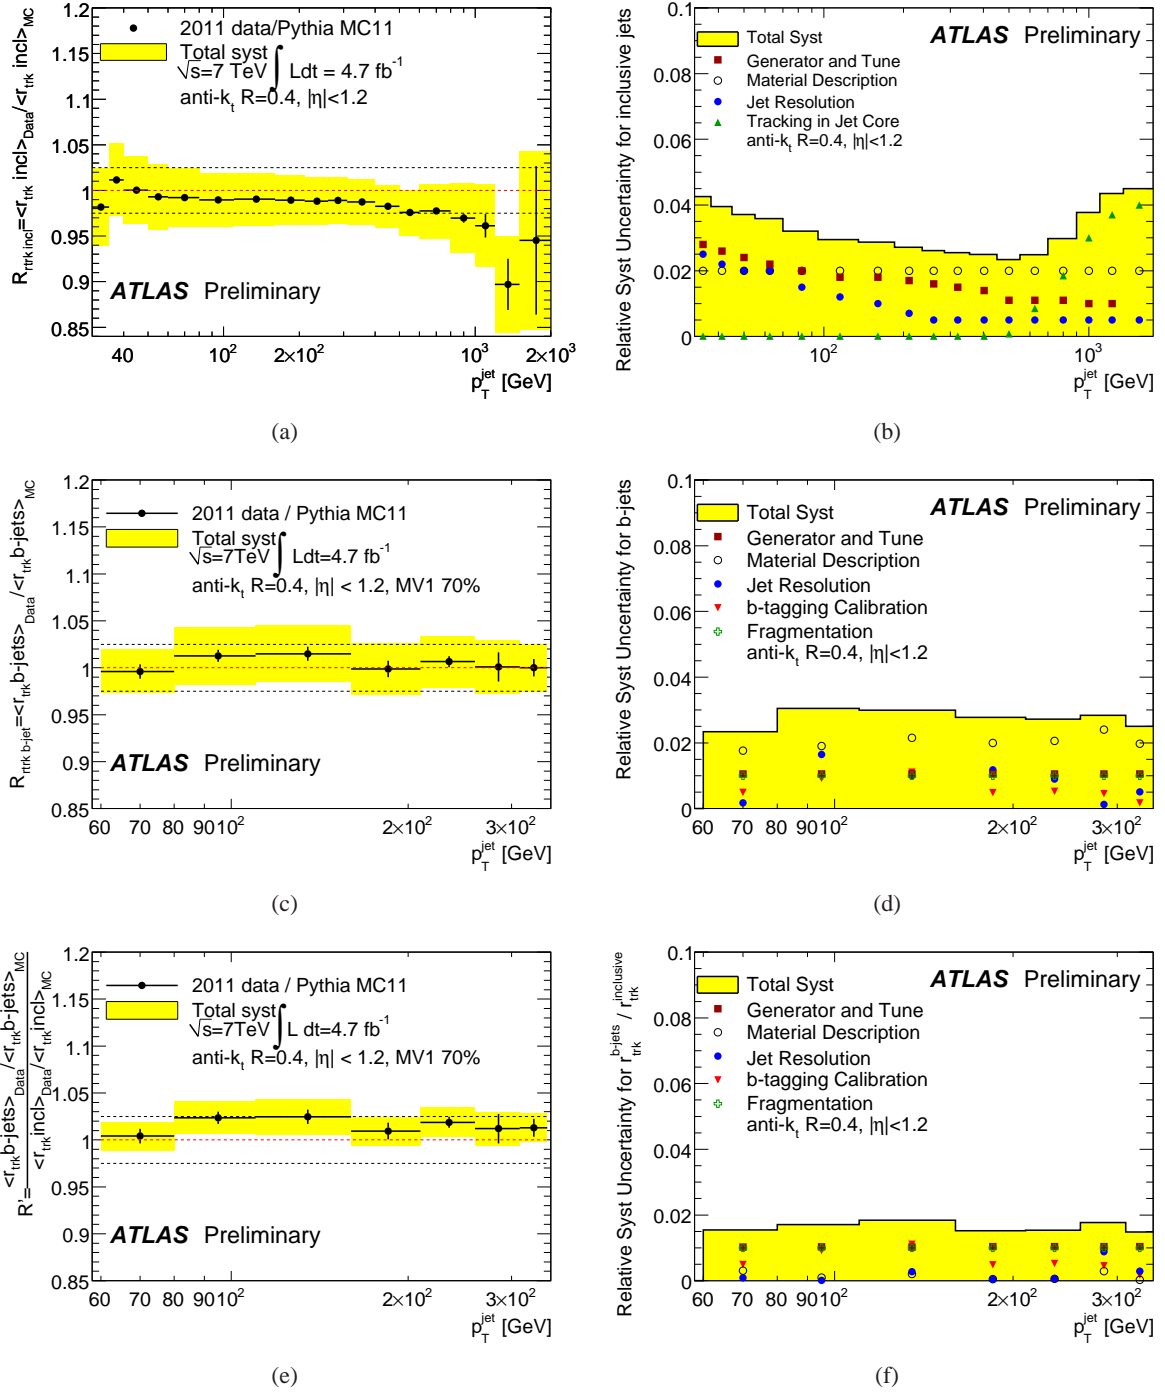 R_rtrk incl=<r_trk incl>_Data/<r_trk incl>_MC
1.2
1.15
1.1
1.05
1
0.95
0.9
0.85
2011 data/Pythia MC11
Total syst
√s=7 TeV ∫ Ldt = 4.7 fb^-1
anti-k_t R=0.4, |η|<1.2
ATLAS Preliminary
40 10^2 2×10^2 10^3 2×10^3
p_T^jet [GeV]
(a)
Relative Syst Uncertainty for inclusive jets
0.1
0.08
0.06
0.04
0.02
0
Total Syst
ATLAS Preliminary
Generator and Tune
Material Description
Jet Resolution
Tracking in Jet Core
anti-k_t R=0.4, |η|<1.2
10^2 10^3
p_T^jet [GeV]
(b)
R_rtrk b-jet=<r_trk b-jets>_Data/<r_trk b-jets>_MC
1.2
1.15
1.1
1.05
1
0.95
0.9
0.85
2011 data / Pythia MC11
Total syst
√s=7TeV ∫ Ldt=4.7 fb^-1
anti-k_t R=0.4, |η| < 1.2, MV1 70%
ATLAS Preliminary
60 70 80 90 10^2 2×10^2 3×10^2
p_T^jet [GeV]
(c)
Relative Syst Uncertainty for b-jets
0.1
0.08
0.06
0.04
0.02
0
Total Syst
ATLAS Preliminary
Generator and Tune
Material Description
Jet Resolution
b-tagging Calibration
Fragmentation
anti-k_t R=0.4, |η|<1.2
60 70 80 90 10^2 2×10^2 3×10^2
p_T^jet [GeV]
(d)
R'=<r_trk b-jets>_Data/<r_trk b-jets>_MC
<r_trk incl>_Data/<r_trk incl>_MC
1.2
1.15
1.1
1.05
1
0.95
0.9
0.85
2011 data / Pythia MC11
Total syst
√s=7TeV ∫ L dt=4.7 fb^-1
anti-k_t R=0.4, |η| < 1.2, MV1 70%
ATLAS Preliminary
60 70 80 90 10^2 2×10^2 3×10^2
p_T^jet [GeV]
(e)
Relative Syst Uncertainty for r_trk^b-jets / r_trk^inclusive
0.1
0.08
0.06
0.04
0.02
0
Total Syst
ATLAS Preliminary
Generator and Tune
Material Description
Jet Resolution
b-tagging Calibration
Fragmentation
anti-k_t R=0.4, |η|<1.2
60 70 80 90 10^2 2×10^2 3×10^2
p_T^jet [GeV]
(f)